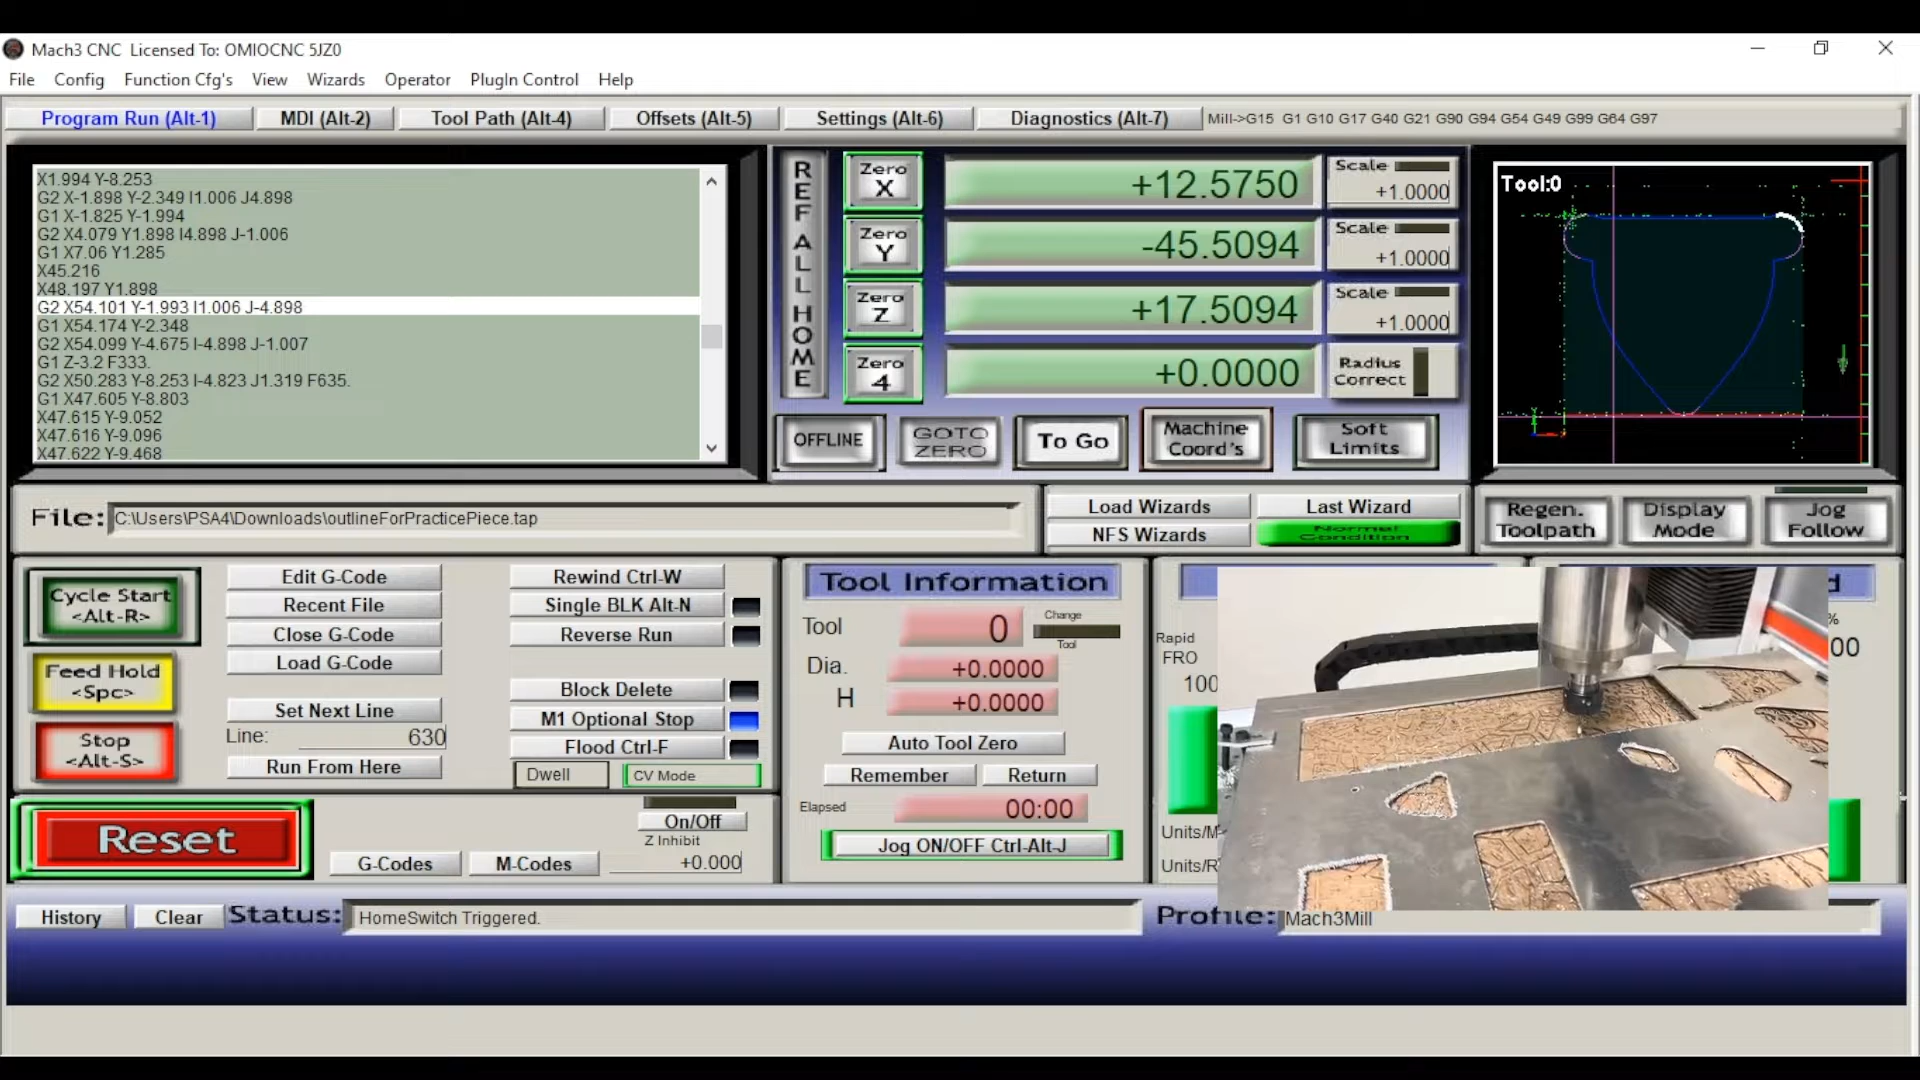 Mach3 CNC Licensed To: OMIOCNC 5JZ0
File Config Function Cfg's View Wizards Operator PlugIn Control Help
Program Run (Alt-1) MDI (Alt-2) Tool Path (Alt-4) Offsets (Alt-5) Settings (Alt-6) Diagnostics (Alt-7) Mill->G15 G1 G10 G17 G40 G21 G90 G94 G54 G49 G99 G64 G97
X1.994 Y-8.253
G2 X-1.898 Y-2.349 I1.006 J4.898
G1 X-1.825 Y-1.994
G2 X4.079 Y1.898 I4.898 J-1.006
G1 X7.06 Y1.285
X45.216
X48.197 Y1.898
G2 X54.101 Y-1.993 I1.006 J-4.898
G1 X54.174 Y-2.348
G2 X54.099 Y-4.675 I-4.898 J-1.007
G1 Z-3.2 F333.
G2 X50.283 Y-8.253 I-4.823 J1.319 F635.
G1 X47.605 Y-8.803
X47.615 Y-9.052
X47.616 Y-9.096
X47.622 Y-9.468
REF ALL HOME
Zero X +12.5750 Scale +1.0000
Zero Y -45.5094 Scale +1.0000
Zero Z +17.5094 Scale +1.0000
Zero 4 +0.0000 Radius Correct
OFFLINE GOTO ZERO To Go Machine Coord's Soft Limits
Tool:0
File: C:\Users\PSA4\Downloads\outlineForPracticePiece.tap
Load Wizards Last Wizard
NFS Wizards Normal Condition
Regen. Toolpath Display Mode Jog Follow
Cycle Start <Alt-R>
Feed Hold <Spc>
Stop <Alt-S>
Edit G-Code
Recent File
Close G-Code
Load G-Code
Set Next Line
Line: 630
Run From Here
Rewind Ctrl-W
Single BLK Alt-N
Reverse Run
Block Delete
M1 Optional Stop
Flood Ctrl-F
Dwell CV Mode
Reset
G-Codes M-Codes
On/Off
Z Inhibit
+0.000
Tool Information
Tool 0 Change Tool
Dia. +0.0000
H +0.0000
Auto Tool Zero
Remember Return
Elapsed 00:00
Jog ON/OFF Ctrl-Alt-J
Rapid
FRO
100
Units/M
Units/R
d
%
00
History Clear Status: HomeSwitch Triggered. Profile: Mach3Mill